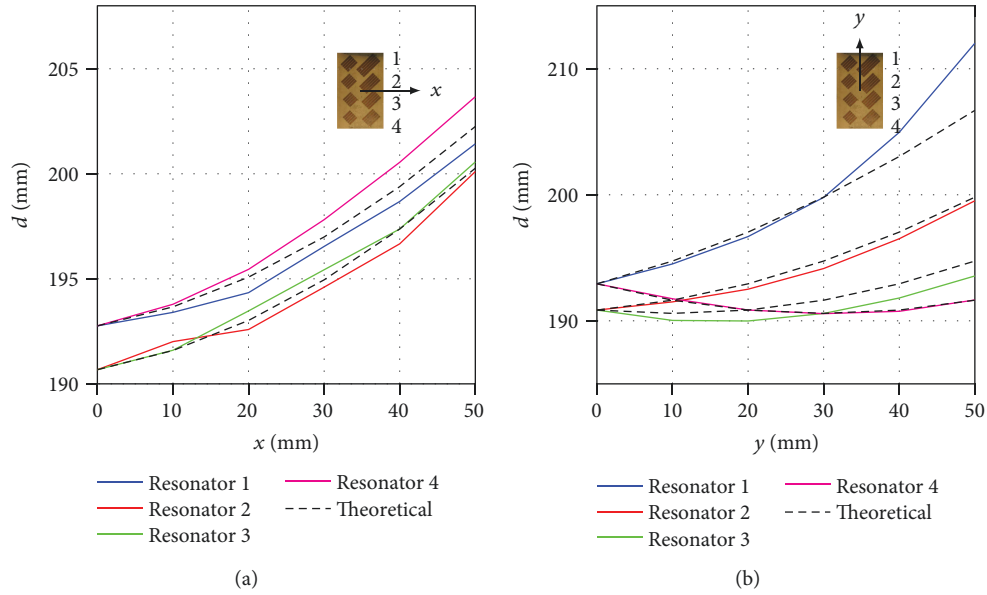 205
200
195
190
d (mm)
0 10 20 30 40 50
x (mm)
1
2
3
4
x
Resonator 1
Resonator 2
Resonator 3
Resonator 4
Theoretical
(a)
210
200
190
d (mm)
0 10 20 30 40 50
y (mm)
y
1
2
3
4
Resonator 1
Resonator 2
Resonator 3
Resonator 4
Theoretical
(b)